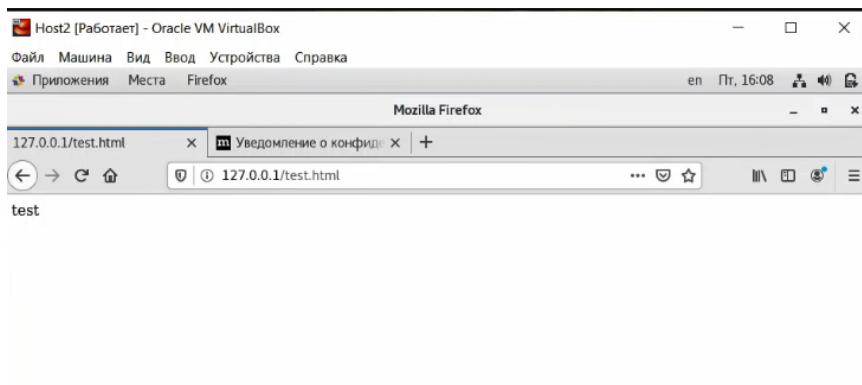 Host2 [Работает] - Oracle VM VirtualBox
Файл Машина Вид Ввод Устройства Справка
Приложения Места Firefox en Пт, 16:08
Mozilla Firefox
127.0.0.1/test.html Уведомление о конфиде
127.0.0.1/test.html
test